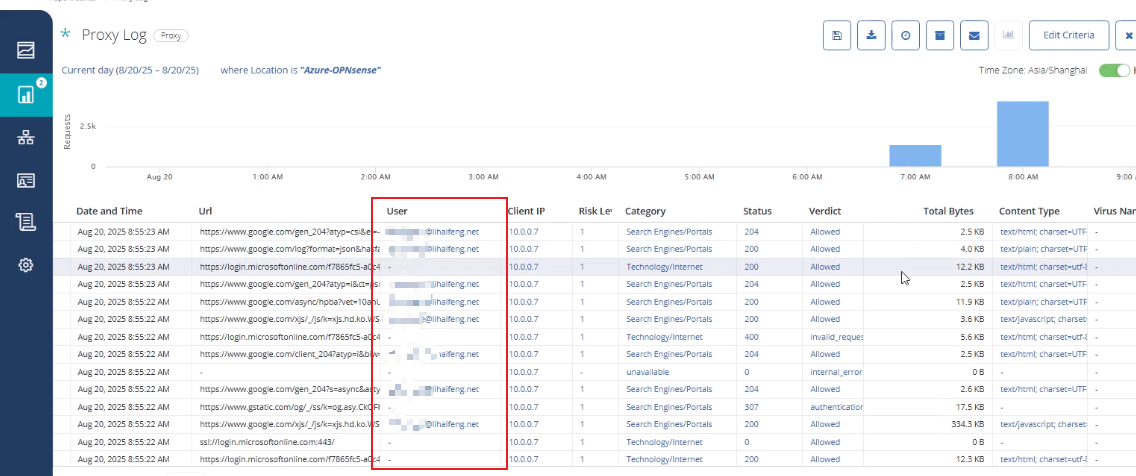 Proxy Log Proxy
Edit Criteria
Current day (8/20/25 – 8/20/25) where Location is "Azure-OPNsense"
Time Zone: Asia/Shanghai
2
Requests
2.5k
0
Aug 20 1:00 AM 2:00 AM 3:00 AM 4:00 AM 5:00 AM 6:00 AM 7:00 AM 8:00 AM 9:00
Date and Time Url User Client IP Risk Le Category Status Verdict Total Bytes Content Type Virus Nam
Aug 20, 2025 8:55:23 AM https://www.google.com/gen_204?atyp=csi&e @lihaifeng.net 10.0.0.7 1 Search Engines/Portals 204 Allowed 2.5 KB text/html; charset=UTF -
Aug 20, 2025 8:55:23 AM https://www.google.com/log?format=json&hasfa @lihaifeng.net 10.0.0.7 1 Search Engines/Portals 200 Allowed 4.0 KB text/plain; charset=UTF -
Aug 20, 2025 8:55:23 AM https://login.microsoftonline.com/f7865fc5-a0c4 - 10.0.0.7 1 Technology/Internet 200 Allowed 12.2 KB text/html; charset=utf-8 -
Aug 20, 2025 8:55:23 AM https://www.google.com/gen_204?atyp=i&ct=psi @lihaifeng.net 10.0.0.7 1 Search Engines/Portals 204 Allowed 2.5 KB text/html; charset=UTF -
Aug 20, 2025 8:55:22 AM https://www.google.com/async/hpba?vet=10ahU @lihaifeng.net 10.0.0.7 1 Search Engines/Portals 200 Allowed 11.9 KB text/plain; charset=UTF -
Aug 20, 2025 8:55:22 AM https://www.google.com/xjs/_/js/k=xjs.hd.ko.WS @lihaifeng.net 10.0.0.7 1 Search Engines/Portals 200 Allowed 3.6 KB text/javascript; charset: -
Aug 20, 2025 8:55:22 AM https://login.microsoftonline.com/f7865fc5-a0c4 - 10.0.0.7 1 Technology/Internet 400 invalid_reques 5.6 KB text/html; charset=utf-8 -
Aug 20, 2025 8:55:22 AM https://www.google.com/client_204?atyp=i&biw @lihaifeng.net 10.0.0.7 1 Search Engines/Portals 204 Allowed 2.5 KB text/html; charset=UTF -
Aug 20, 2025 8:55:22 AM - - 10.0.0.7 - unavailable 0 internal_error 0 B - -
Aug 20, 2025 8:55:22 AM https://www.google.com/gen_204?s=async&asty @lihaifeng.net 10.0.0.7 1 Search Engines/Portals 204 Allowed 2.6 KB text/html; charset=UTF -
Aug 20, 2025 8:55:22 AM https://www.gstatic.com/og/_/ss/k=og.asy.CkOFH - 10.0.0.7 1 Search Engines/Portals 307 authentication 17.5 KB - -
Aug 20, 2025 8:55:22 AM https://www.google.com/xjs/_/js/k=xjs.hd.ko.WS @lihaifeng.net 10.0.0.7 1 Search Engines/Portals 200 Allowed 334.3 KB text/javascript; charset: -
Aug 20, 2025 8:55:22 AM ssl://login.microsoftonline.com:443/ - 10.0.0.7 1 Technology/Internet 0 Allowed 0 B - -
Aug 20, 2025 8:55:22 AM https://login.microsoftonline.com/f7865fc5-a0c4 - 10.0.0.7 1 Technology/Internet 200 Allowed 12.3 KB text/html; charset=utf-8 -